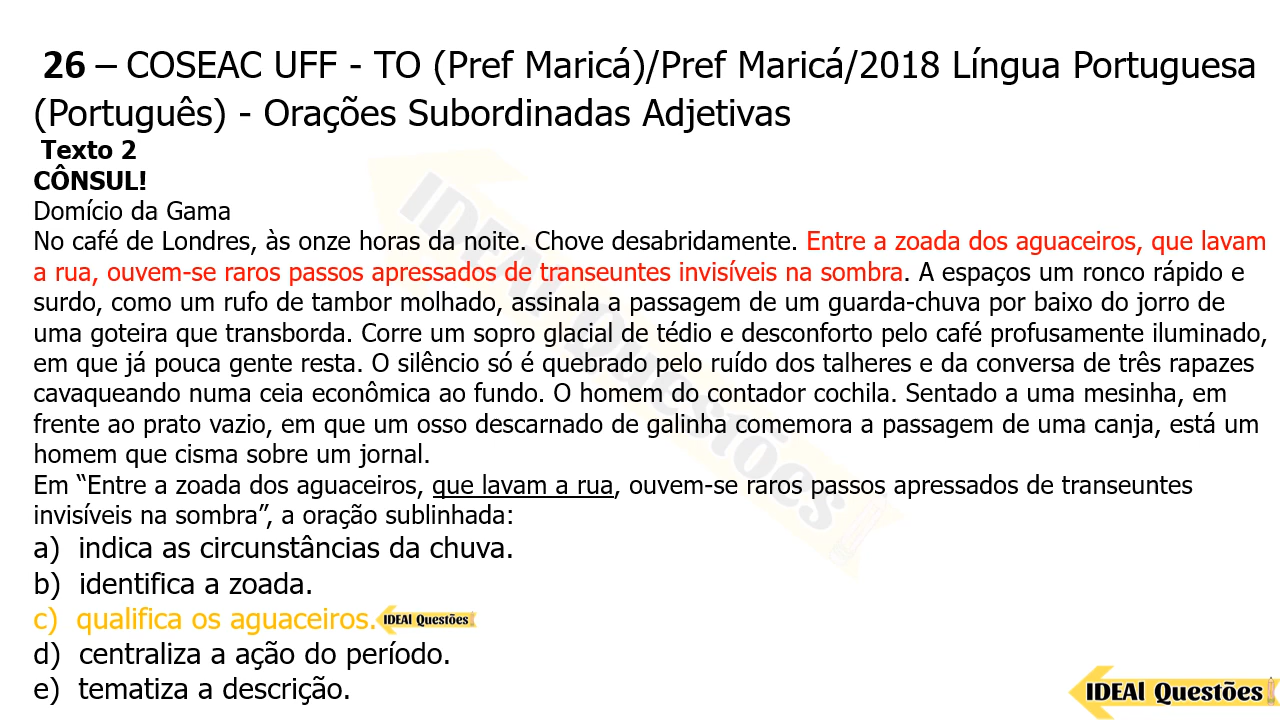 26 – COSEAC UFF - TO (Pref Maricá)/Pref Maricá/2018 Língua Portuguesa
(Português) - Orações Subordinadas Adjetivas
Texto 2
CÔNSUL!
Domício da Gama
No café de Londres, às onze horas da noite. Chove desabridamente. Entre a zoada dos aguaceiros, que lavam
a rua, ouvem-se raros passos apressados de transeuntes invisíveis na sombra. A espaços um ronco rápido e
surdo, como um rufo de tambor molhado, assinala a passagem de um guarda-chuva por baixo do jorro de
uma goteira que transborda. Corre um sopro glacial de tédio e desconforto pelo café profusamente iluminado,
em que já pouca gente resta. O silêncio só é quebrado pelo ruído dos talheres e da conversa de três rapazes
cavaqueando numa ceia econômica ao fundo. O homem do contador cochila. Sentado a uma mesinha, em
frente ao prato vazio, em que um osso descarnado de galinha comemora a passagem de uma canja, está um
homem que cisma sobre um jornal.
Em “Entre a zoada dos aguaceiros, que lavam a rua, ouvem-se raros passos apressados de transeuntes
invisíveis na sombra”, a oração sublinhada:
a) indica as circunstâncias da chuva.
b) identifica a zoada.
c) qualifica os aguaceiros. IDEAl Questões
d) centraliza a ação do período.
e) tematiza a descrição.
IDEAl Questões
IDEAl Questões